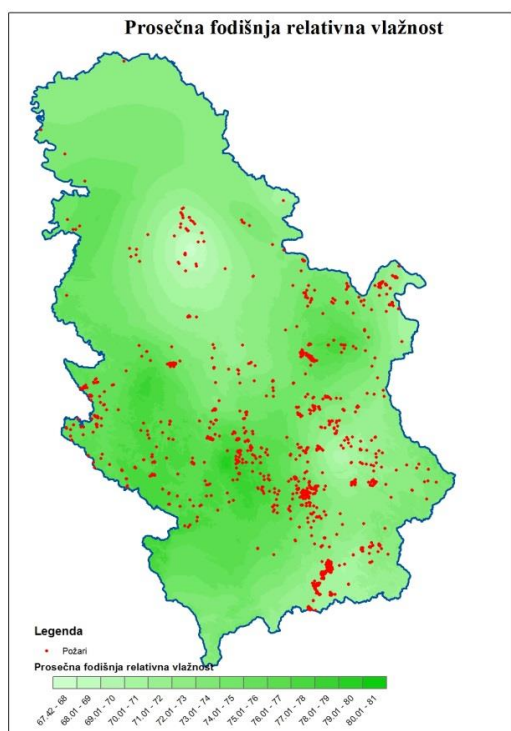 Prosečna fodišnja relativna vlažnost
Legenda
Požari
Prosečna fodišnja relativna vlažnost
67.42 - 68
68.01 - 69
69.01 - 70
70.01 - 71
71.01 - 72
72.01 - 73
73.01 - 74
74.01 - 75
75.01 - 76
76.01 - 77
77.01 - 78
78.01 - 79
79.01 - 80
80.01 - 81